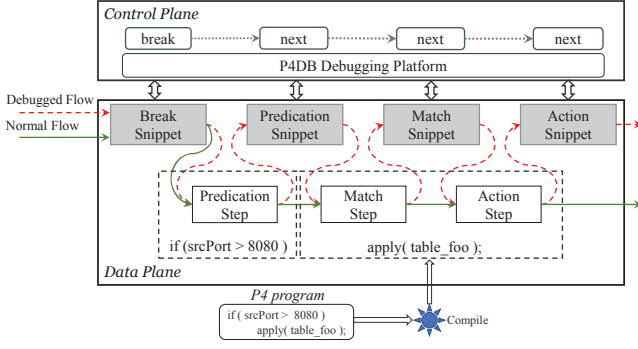 Control Plane
break
next
next
next
P4DB Debugging Platform
Debugged Flow
Normal Flow
Break
Snippet
Predication
Snippet
Match
Snippet
Action
Snippet
Predication
Step
Match
Step
Action
Step
if (srcPort > 8080 )
apply( table_foo );
Data Plane
P4 program
if ( srcPort > 8080 )
apply( table_foo );
Compile